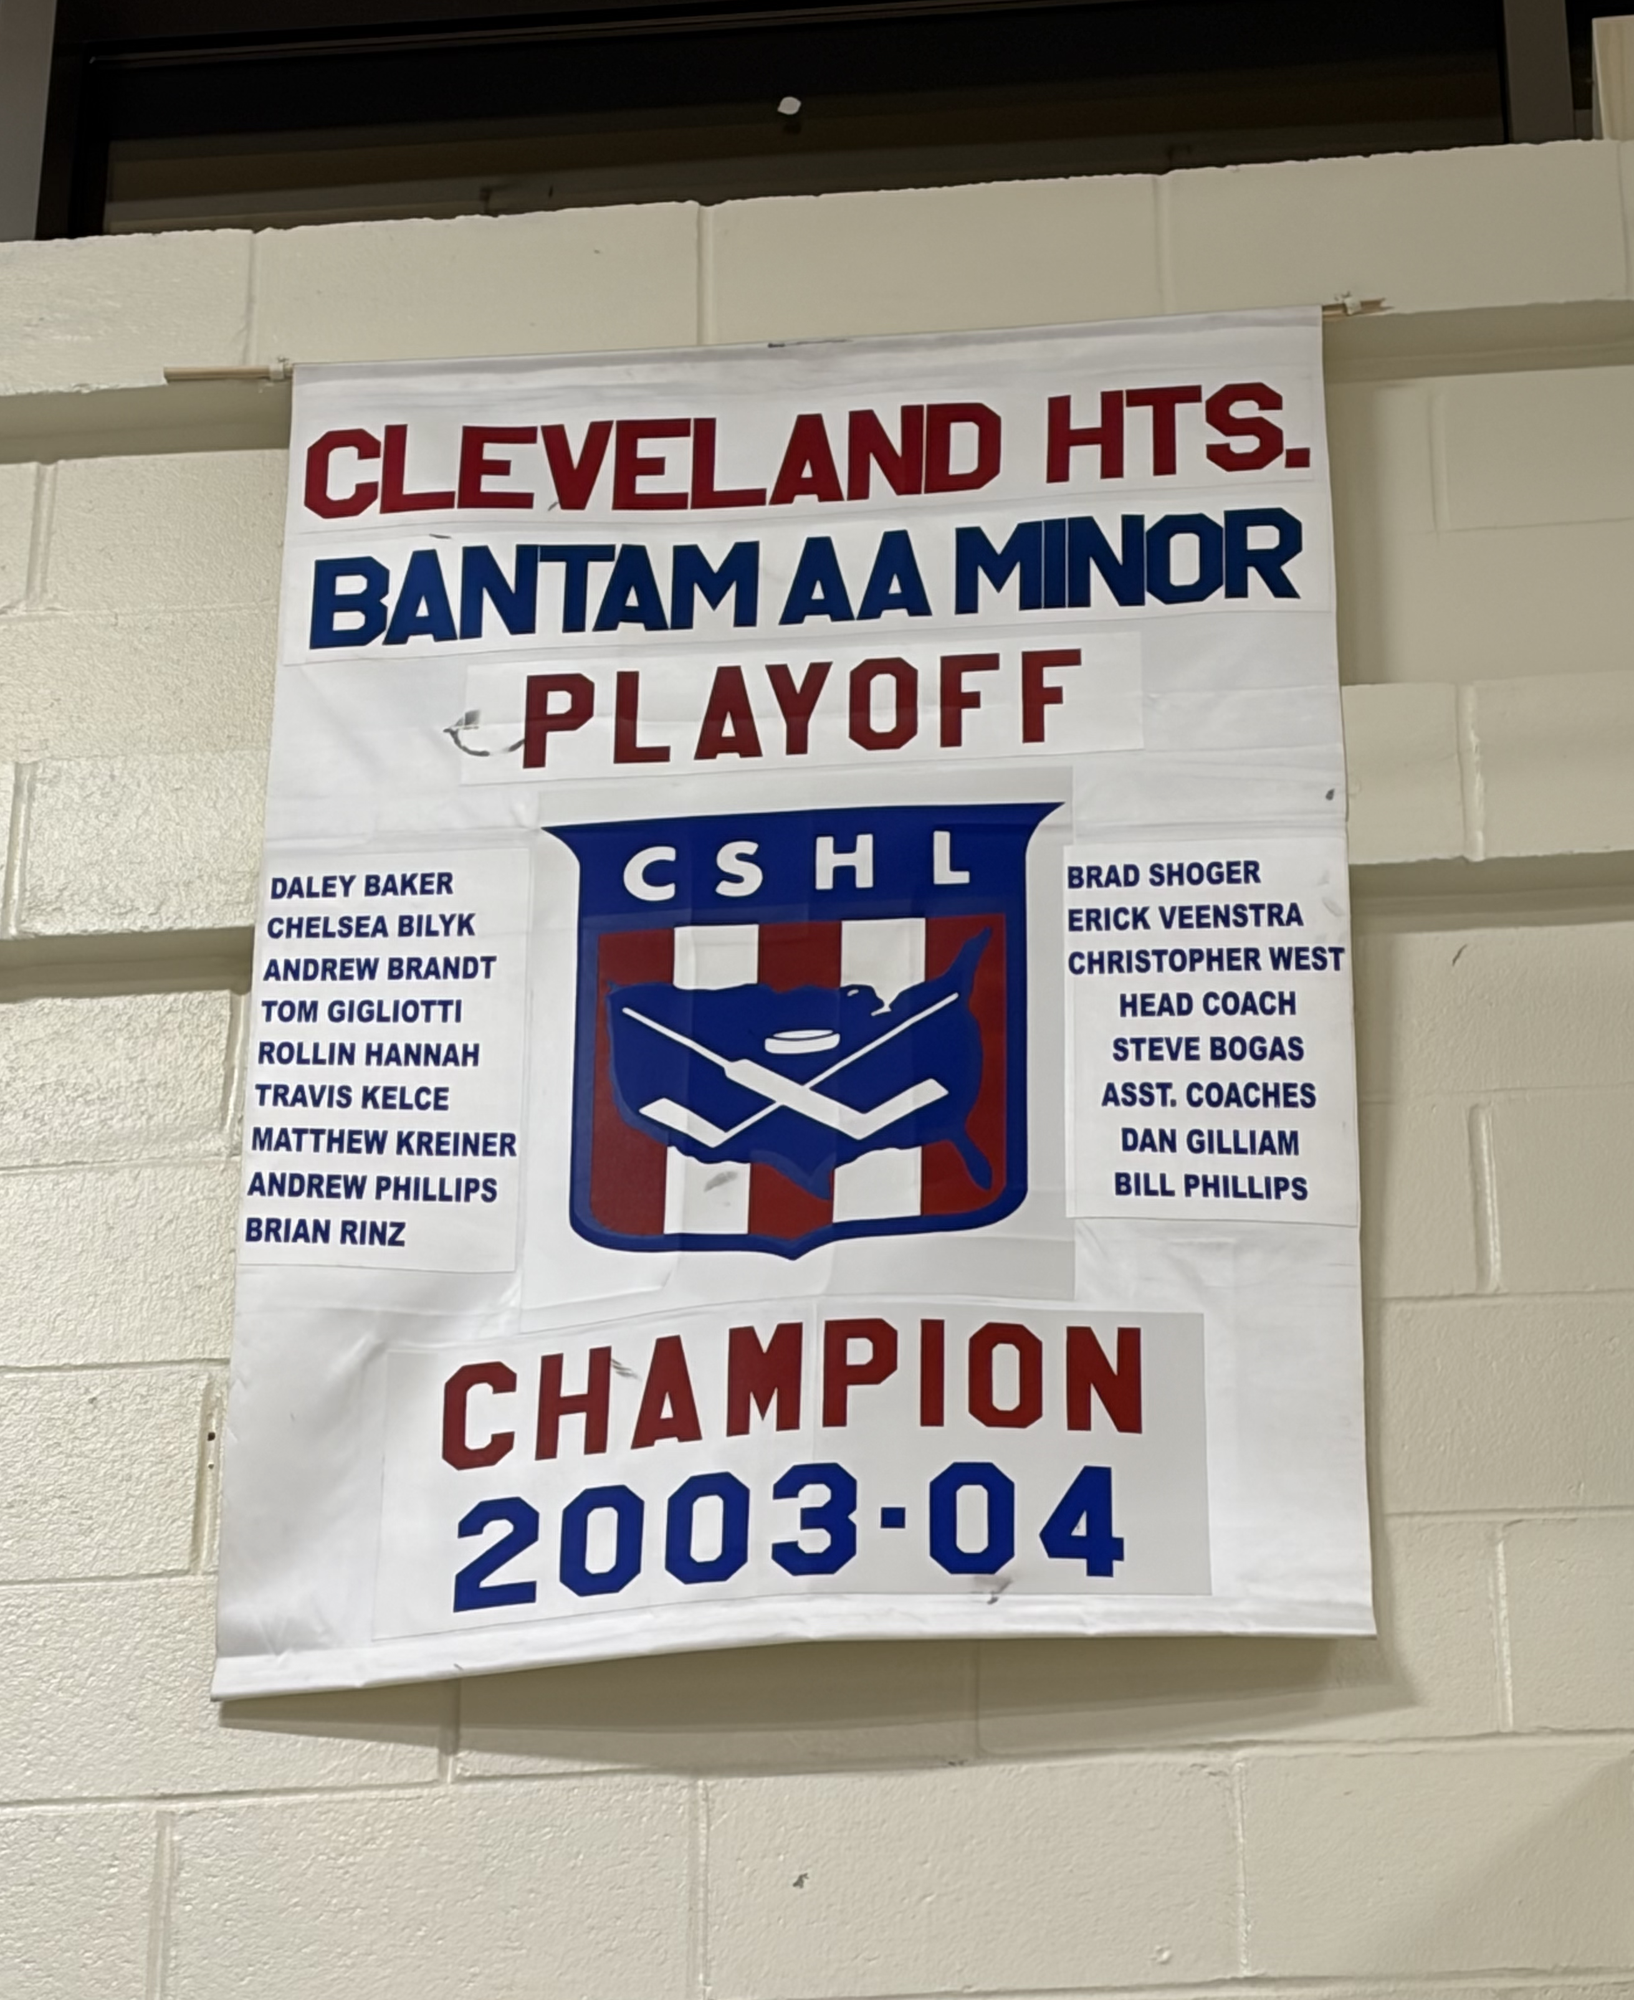 CLEVELAND HTS.
BANTAM AA MINOR
PLAYOFF
CSHL
DALEY BAKER
CHELSEA BILYK
ANDREW BRANDT
TOM GIGLIOTTI
ROLLIN HANNAH
TRAVIS KELCE
MATTHEW KREINER
ANDREW PHILLIPS
BRIAN RINZ
BRAD SHOGER
ERICK VEENSTRA
CHRISTOPHER WEST
HEAD COACH
STEVE BOGAS
ASST. COACHES
DAN GILLIAM
BILL PHILLIPS
CHAMPION
2003-04